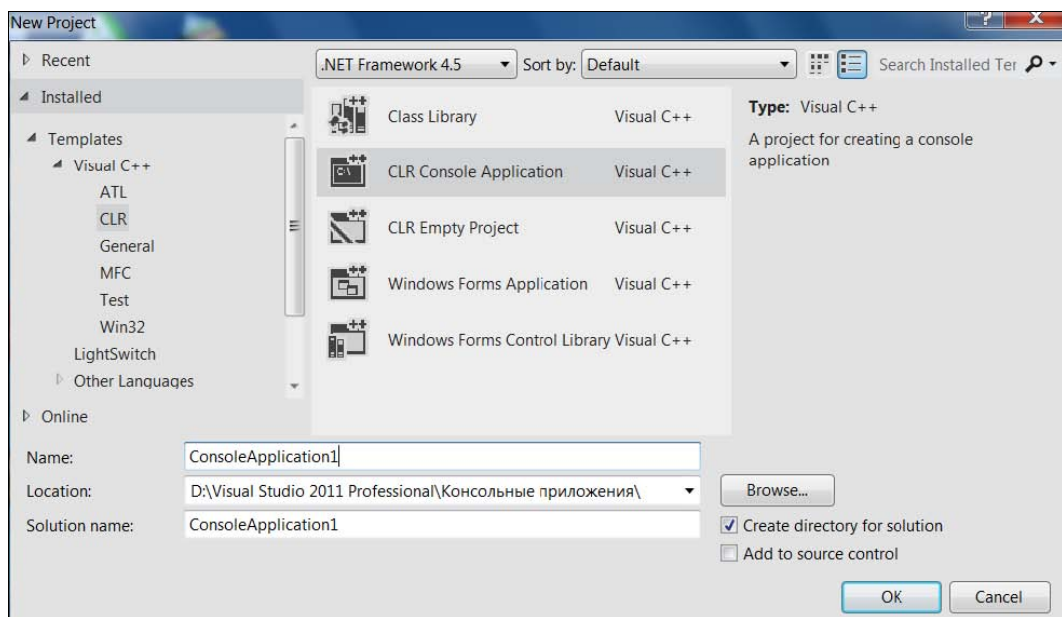 New Project
Recent
.NET Framework 4.5
Sort by: Default
Search Installed Ter
Installed
Templates
Visual C++
ATL
CLR
General
MFC
Test
Win32
LightSwitch
Other Languages
Online
Class Library Visual C++
CLR Console Application Visual C++
CLR Empty Project Visual C++
Windows Forms Application Visual C++
Windows Forms Control Library Visual C++
Type: Visual C++
A project for creating a console
application
Name: ConsoleApplication1
Location: D:\Visual Studio 2011 Professional\Консольные приложения\
Browse...
Solution name: ConsoleApplication1
Create directory for solution
Add to source control
OK
Cancel